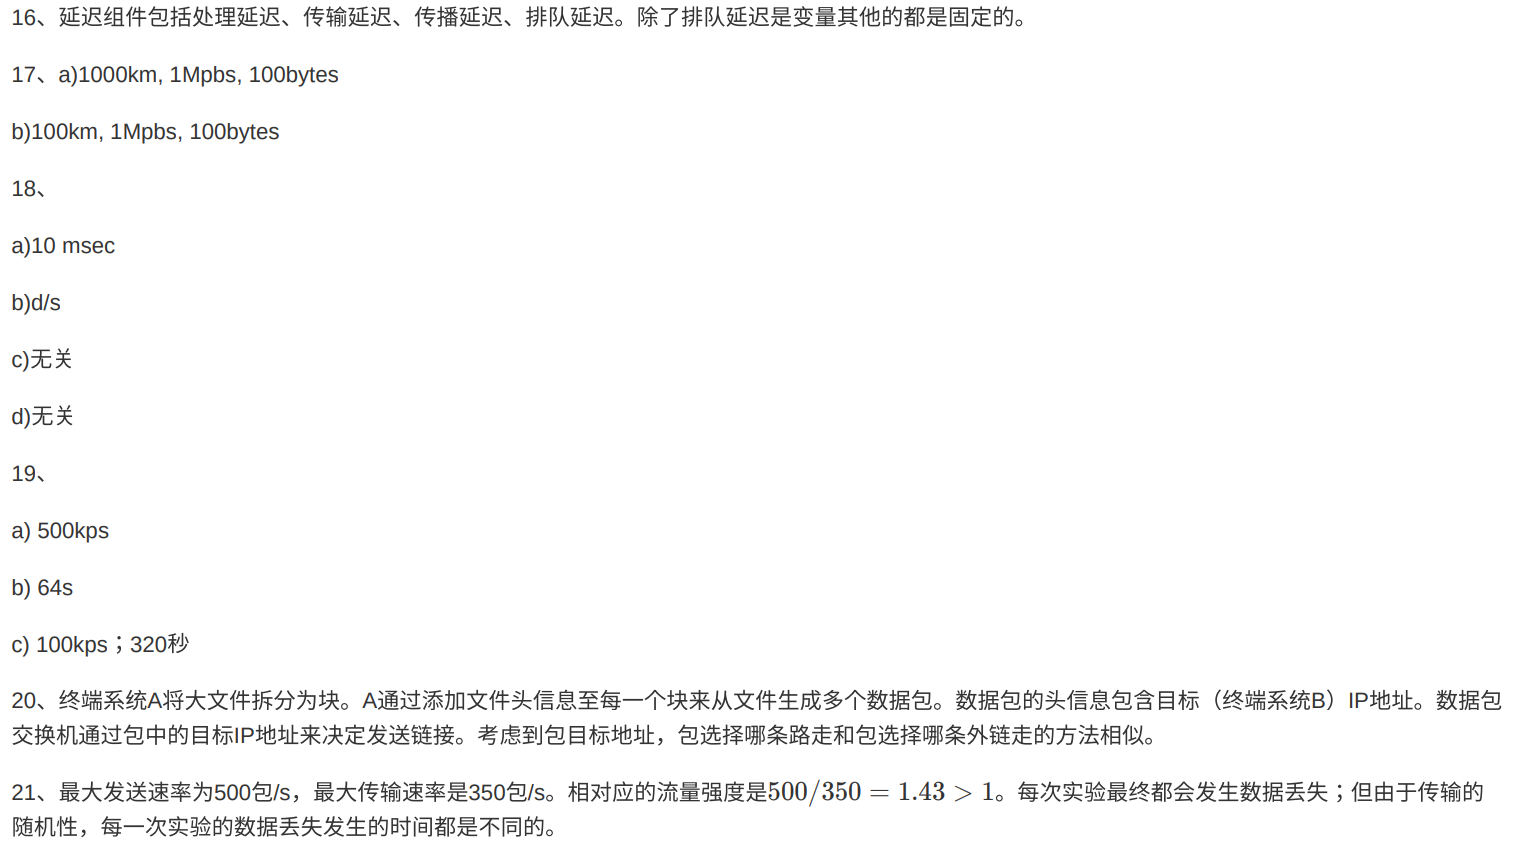 16、延迟组件包括处理延迟、传输延迟、传播延迟、排队延迟。除了排队延迟是变量其他的都是固定的。
17、a)1000km, 1Mpbs, 100bytes
b)100km, 1Mpbs, 100bytes
18、
a)10 msec
b)d/s
c)无关
d)无关
19、
a) 500kps
b) 64s
c) 100kps；320秒
20、终端系统A将大文件拆分为块。A通过添加文件头信息至每一个块来从文件生成多个数据包。数据包的头信息包含目标（终端系统B）IP地址。数据包
交换机通过包中的目标IP地址来决定发送链接。考虑到包目标地址，包选择哪条路走和包选择哪条外链走的方法相似。
21、最大发送速率为500包/s，最大传输速率是350包/s。相对应的流量强度是500/350 = 1.43 > 1。每次实验最终都会发生数据丢失；但由于传输的
随机性，每一次实验的数据丢失发生的时间都是不同的。